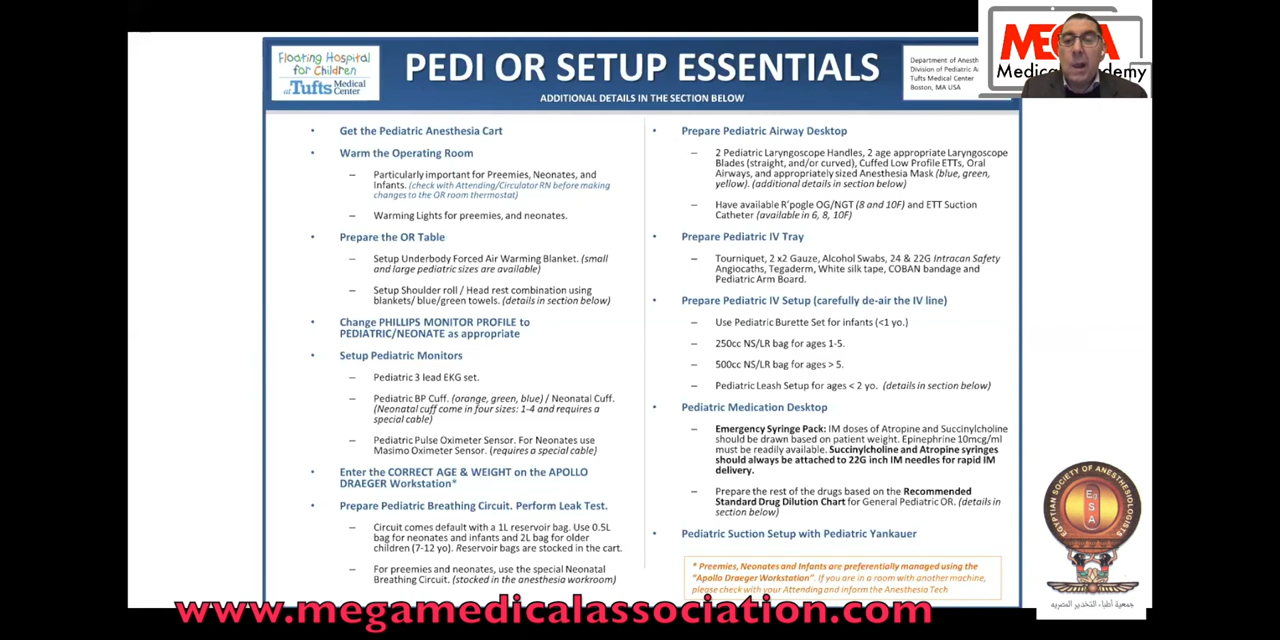 Floating Hospital
for Children
at Tufts Medical
Center
PEDI OR SETUP ESSENTIALS
ADDITIONAL DETAILS IN THE SECTION BELOW
Department of Anesth
Division of Pediatric A
Tufts Medical Center
Boston, MA USA
MEGA
Medical Academy
• Get the Pediatric Anesthesia Cart
• Warm the Operating Room
– Particularly important for Preemies, Neonates, and
Infants. (check with Attending/Circulator RN before making
changes to the OR room thermostat)
– Warming Lights for preemies, and neonates.
• Prepare the OR Table
– Setup Underbody Forced Air Warming Blanket. (small
and large pediatric sizes are available)
– Setup Shoulder roll / Head rest combination using
blankets/ blue/green towels. (details in section below)
• Change PHILLIPS MONITOR PROFILE to
PEDIATRIC/NEONATE as appropriate
• Setup Pediatric Monitors
– Pediatric 3 lead EKG set.
– Pediatric BP Cuff. (orange, green, blue) / Neonatal Cuff.
(Neonatal cuff come in four sizes: 1-4 and requires a
special cable)
– Pediatric Pulse Oximeter Sensor. For Neonates use
Masimo Oximeter Sensor. (requires a special cable)
• Enter the CORRECT AGE & WEIGHT on the APOLLO
DRAEGER Workstation*
• Prepare Pediatric Breathing Circuit. Perform Leak Test.
– Circuit comes default with a 1L reservoir bag. Use 0.5L
bag for neonates and infants and 2L bag for older
children (7-12 yo). Reservoir bags are stocked in the cart.
– For preemies and neonates, use the special Neonatal
Breathing Circuit. (stocked in the anesthesia workroom)
• Prepare Pediatric Airway Desktop
– 2 Pediatric Laryngoscope Handles, 2 age appropriate Laryngoscope
Blades (straight, and/or curved), Cuffed Low Profile ETTs, Oral
Airways, and appropriately sized Anesthesia Mask (blue, green,
yellow). (additional details in section below)
– Have available R'pogle OG/NGT (8 and 10F) and ETT Suction
Catheter (available in 6, 8, 10F)
• Prepare Pediatric IV Tray
– Tourniquet, 2 x2 Gauze, Alcohol Swabs, 24 & 22G Intracan Safety
Angiocaths, Tegaderm, White silk tape, COBAN bandage and
Pediatric Arm Board.
• Prepare Pediatric IV Setup (carefully de-air the IV line)
– Use Pediatric Burette Set for infants (<1 yo.)
– 250cc NS/LR bag for ages 1-5.
– 500cc NS/LR bag for ages > 5.
– Pediatric Leash Setup for ages < 2 yo. (details in section below)
• Pediatric Medication Desktop
– Emergency Syringe Pack: IM doses of Atropine and Succinylcholine
should be drawn based on patient weight. Epinephrine 10mcg/ml
must be readily available. Succinylcholine and Atropine syringes
should always be attached to 22G inch IM needles for rapid IM
delivery.
– Prepare the rest of the drugs based on the Recommended
Standard Drug Dilution Chart for General Pediatric OR. (details in
section below)
• Pediatric Suction Setup with Pediatric Yankauer
* Preemies, Neonates and Infants are preferentially managed using the
"Apollo Draeger Workstation". If you are in a room with another machine,
please check with your Attending and inform the Anesthesia Tech
EGYPTIAN SOCIETY OF ANESTHESIOLOGISTS
E
S
A
جمعية أطباء التخدير المصريه
www.megamedicalassociation.com